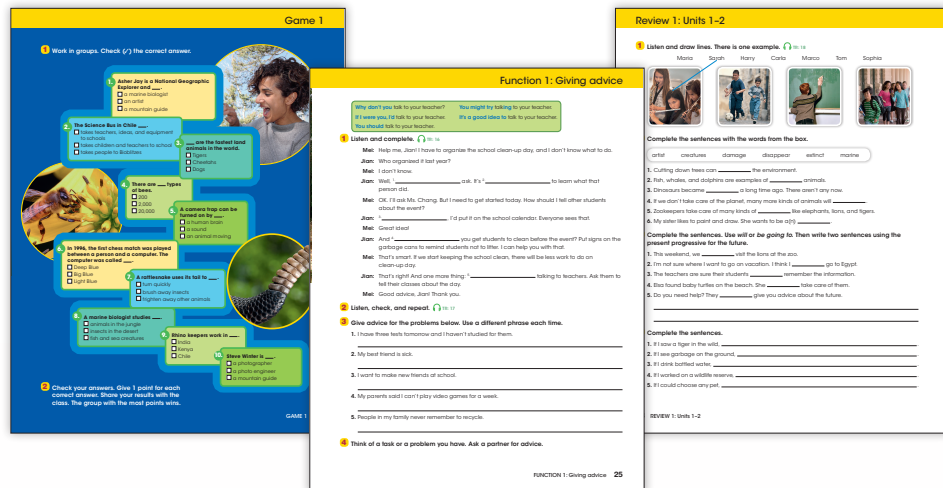 Game 1
1 Work in groups. Check (✓) the correct answer.
1. Asher Jay is a National Geographic
Explorer and ___.
a marine biologist
an artist
a mountain guide
2. The Science Bus in Chile ___.
takes teachers, ideas, and equipment
to schools
takes children and teachers to school
takes people to Biobíotes
3. ___ are the fastest land
animals in the world.
Tigers
Cheetahs
Dogs
4. There are ___ types
of bees.
200
2,000
20,000
5. A camera trap can be
turned on by ___.
a human brain
a sound
an animal moving
6. In 1996, the first chess match was played
between a person and a computer. The
computer was called ___.
Deep Blue
Big Blue
Light Blue
7. A rattlesnake uses its tail to ___.
turn quickly
brush away insects
frighten away other animals
8. A marine biologist studies ___.
animals in the jungle
insects in the desert
fish and sea creatures
9. Rhino keepers work in ___.
India
Kenya
Chile
10. Steve Winter is ___.
a photographer
a photo engineer
a mountain guide
2 Check your answers. Give 1 point for each
correct answer. Share your results with the
class. The group with the most points wins.
GAME 1
Function 1: Giving advice
Why don't you talk to your teacher? You might try talking to your teacher.
If I were you, I'd talk to your teacher. It's a good idea to talk to your teacher.
You should talk to your teacher.
1 Listen and complete. TR: 16
Mei: Help me, Jian! I have to organize the school clean-up day, and I don't know what to do.
Jian: Who organized it last year?
Mei: I don't know.
Jian: Well, 1 ___ ask. It's 2 ___ to learn what that
person did.
Mei: OK. I'll ask Ms. Chang. But I need to get started today. How should I tell other students
about the event?
Jian: 3 ___, I'd put it on the school calendar. Everyone sees that.
Mei: Great idea!
Jian: And 4 ___ you get students to clean before the event? Put signs on the
garbage cans to remind students not to litter. I can help you with that.
Mei: That's smart. If we start keeping the school clean, there will be less work to do on
clean-up day.
Jian: That's right! And one more thing: 5 ___ talking to teachers. Ask them to
tell their classes about the day.
Mei: Good advice, Jian! Thank you.
2 Listen, check, and repeat. TR: 17
3 Give advice for the problems below. Use a different phrase each time.
1. I have three tests tomorrow and I haven't studied for them.
2. My best friend is sick.
3. I want to make new friends at school.
4. My parents said I can't play video games for a week.
5. People in my family never remember to recycle.
4 Think of a task or a problem you have. Ask a partner for advice.
FUNCTION 1: Giving advice 25
Review 1: Units 1–2
1 Listen and draw lines. There is one example. TR: 18
Maria Sarah Harry Carla Marco Tom Sophia
Complete the sentences with the words from the box.
artist creatures damage disappear extinct marine
1. Cutting down trees can ___ the environment.
2. Fish, whales, and dolphins are examples of ___ animals.
3. Dinosaurs became ___ a long time ago. There aren't any now.
4. If we don't take care of the planet, many more kinds of animals will ___.
5. Zookeepers take care of many kinds of ___ like elephants, lions, and tigers.
6. My sister likes to paint and draw. She wants to be a(n) ___.
Complete the sentences. Use will or be going to. Then write two sentences using the
present progressive for the future.
1. This weekend, we ___ visit the lions at the zoo.
2. I'm not sure where I want to go on vacation. I think I ___ go to Egypt.
3. The teachers are sure their students ___ remember the information.
4. Elsa found baby turtles on the beach. She ___ take care of them.
5. Do you need help? They ___ give you advice about the future.
Complete the sentences.
1. If I saw a tiger in the wild, ___
2. If I see garbage on the ground, ___
3. If I drink bottled water, ___
4. If I worked on a wildlife reserve, ___
5. If I could choose any pet, ___
REVIEW 1: Units 1–2